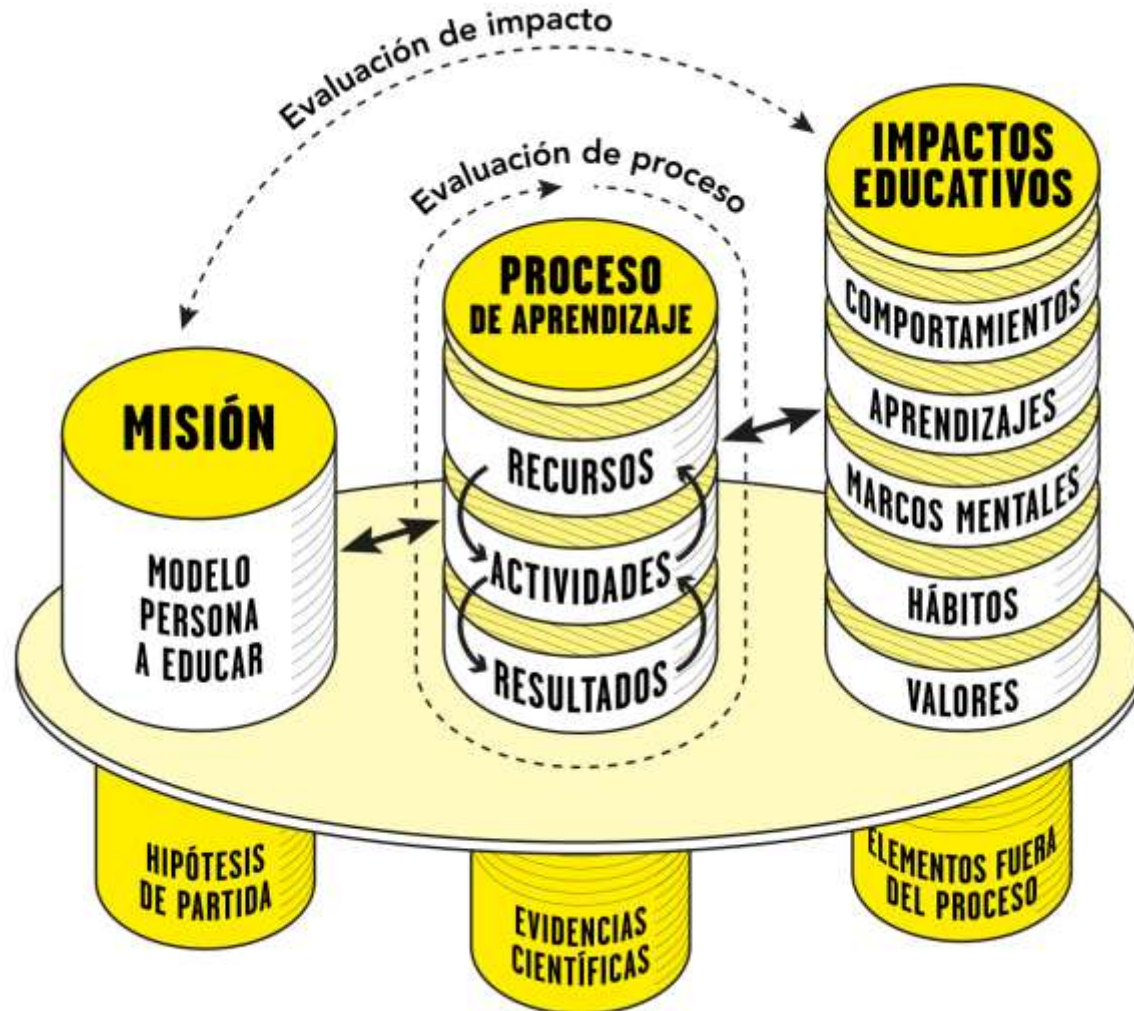 Evaluación de impacto
Evaluación de proceso
MISIÓN
MODELO
PERSONA
A EDUCAR
PROCESO
DE APRENDIZAJE
RECURSOS
ACTIVIDADES
RESULTADOS
IMPACTOS
EDUCATIVOS
COMPORTAMIENTOS
APRENDIZAJES
MARCOS MENTALES
HÁBITOS
VALORES
HIPÓTESIS
DE PARTIDA
EVIDENCIAS
CIENTÍFICAS
ELEMENTOS FUERA
DEL PROCESO